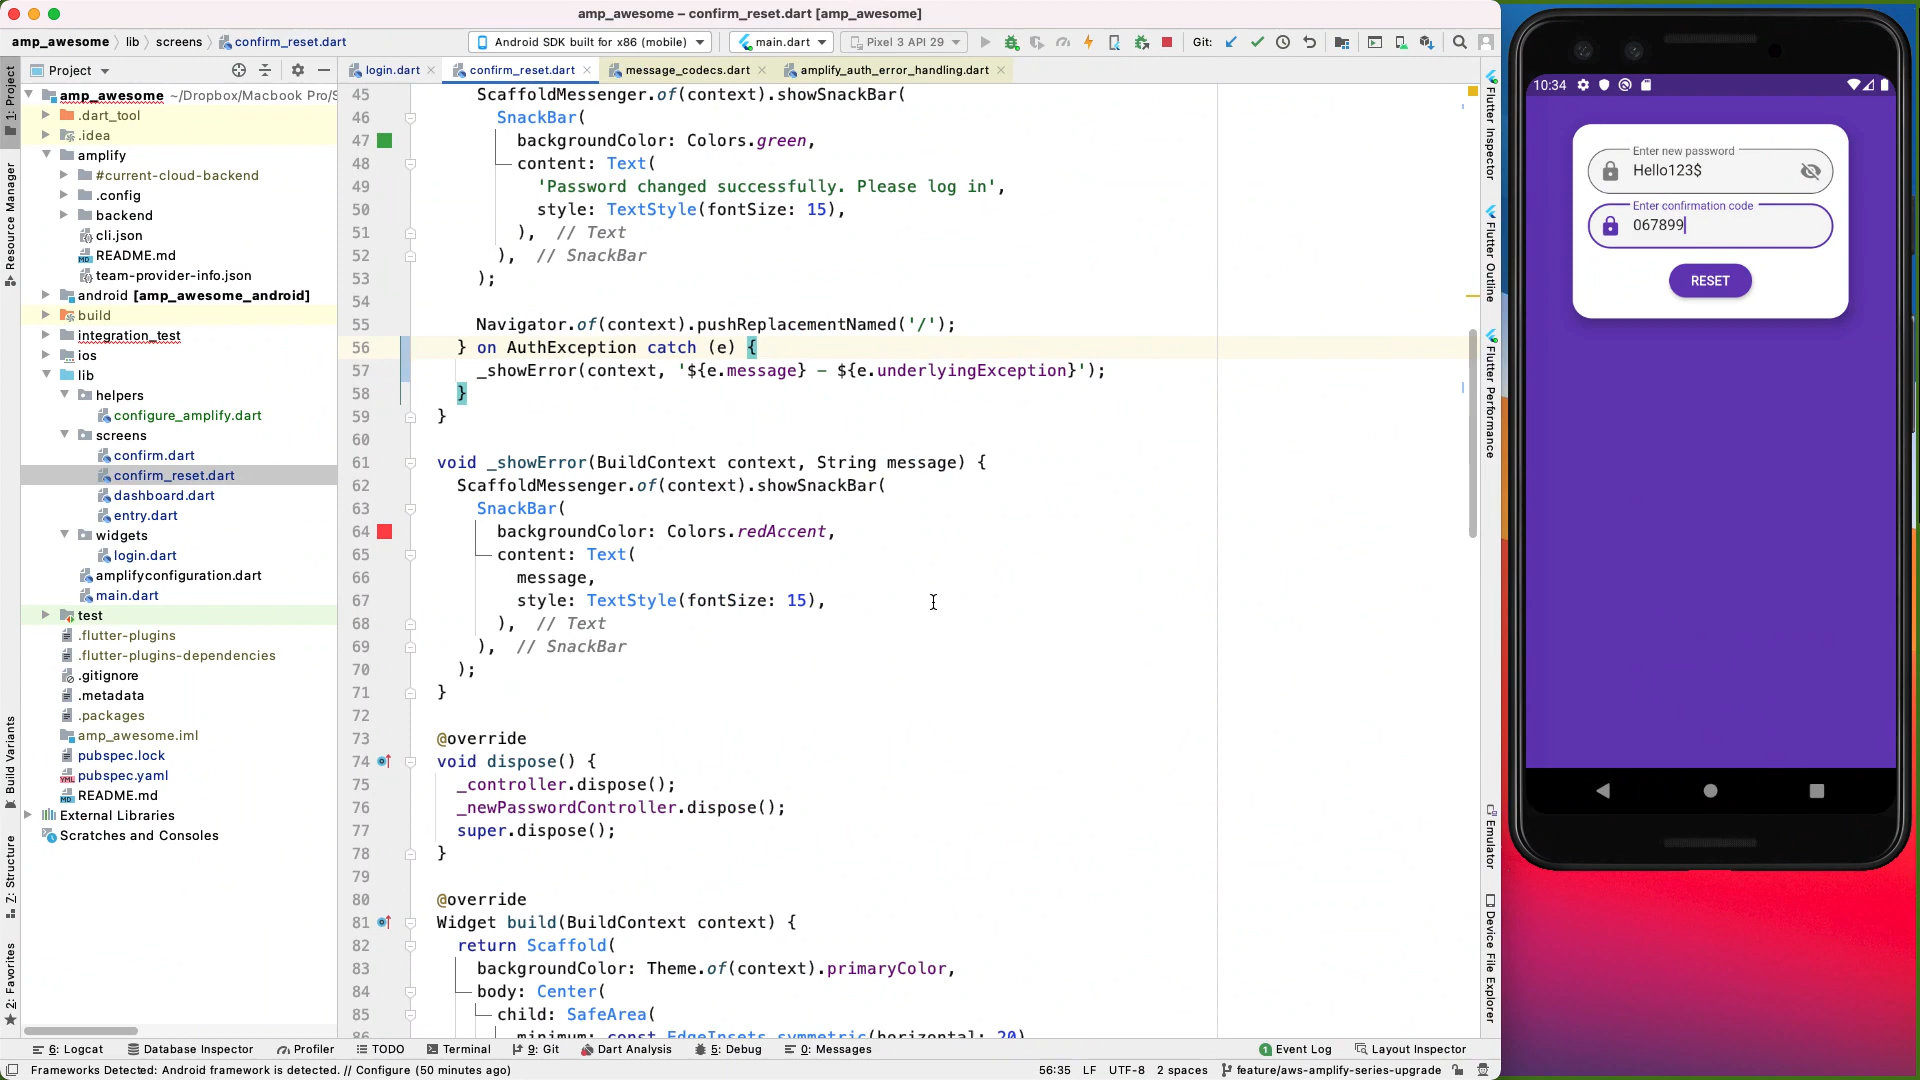 amp_awesome – confirm_reset.dart [amp_awesome]
amp_awesome lib screens confirm_reset.dart
Android SDK built for x86 (mobile) main.dart Pixel 3 API 29 Git:
Project
login.dart confirm_reset.dart message_codecs.dart amplify_auth_error_handling.dart
1: Project
Resource Manager
Build Variants
Z: Structure
2: Favorites
amp_awesome ~/Dropbox/Macbook Pro/S
.dart_tool
.idea
amplify
#current-cloud-backend
.config
backend
cli.json
README.md
team-provider-info.json
android [amp_awesome_android]
build
integration_test
ios
lib
helpers
configure_amplify.dart
screens
confirm.dart
confirm_reset.dart
dashboard.dart
entry.dart
widgets
login.dart
amplifyconfiguration.dart
main.dart
test
.flutter-plugins
.flutter-plugins-dependencies
.gitignore
.metadata
.packages
amp_awesome.iml
pubspec.lock
pubspec.yaml
README.md
External Libraries
Scratches and Consoles
45 ScaffoldMessenger.of(context).showSnackBar(
46 SnackBar(
47 backgroundColor: Colors.green,
48 content: Text(
49 'Password changed successfully. Please log in',
50 style: TextStyle(fontSize: 15),
51 ), // Text
52 ), // SnackBar
53 );
54
55 Navigator.of(context).pushReplacementNamed('/');
56 } on AuthException catch (e) {
57 _showError(context, '${e.message} – ${e.underlyingException}');
58 }
59 }
60
61 void _showError(BuildContext context, String message) {
62 ScaffoldMessenger.of(context).showSnackBar(
63 SnackBar(
64 backgroundColor: Colors.redAccent,
65 content: Text(
66 message,
67 style: TextStyle(fontSize: 15),
68 ), // Text
69 ), // SnackBar
70 );
71 }
72
73 @override
74 void dispose() {
75 _controller.dispose();
76 _newPasswordController.dispose();
77 super.dispose();
78 }
79
80 @override
81 Widget build(BuildContext context) {
82 return Scaffold(
83 backgroundColor: Theme.of(context).primaryColor,
84 body: Center(
85 child: SafeArea(
86 minimum: const EdgeInsets.symmetric(horizontal: 20)
Flutter Inspector
Flutter Outline
Flutter Performance
Emulator
Device File Explorer
10:34
Enter new password
Hello123$
Enter confirmation code
067899
RESET
6: Logcat Database Inspector Profiler TODO Terminal 9: Git Dart Analysis 5: Debug 0: Messages 1 Event Log Layout Inspector
Frameworks Detected: Android framework is detected. // Configure (50 minutes ago) 56:35 LF UTF-8 2 spaces feature/aws-amplify-series-upgrade